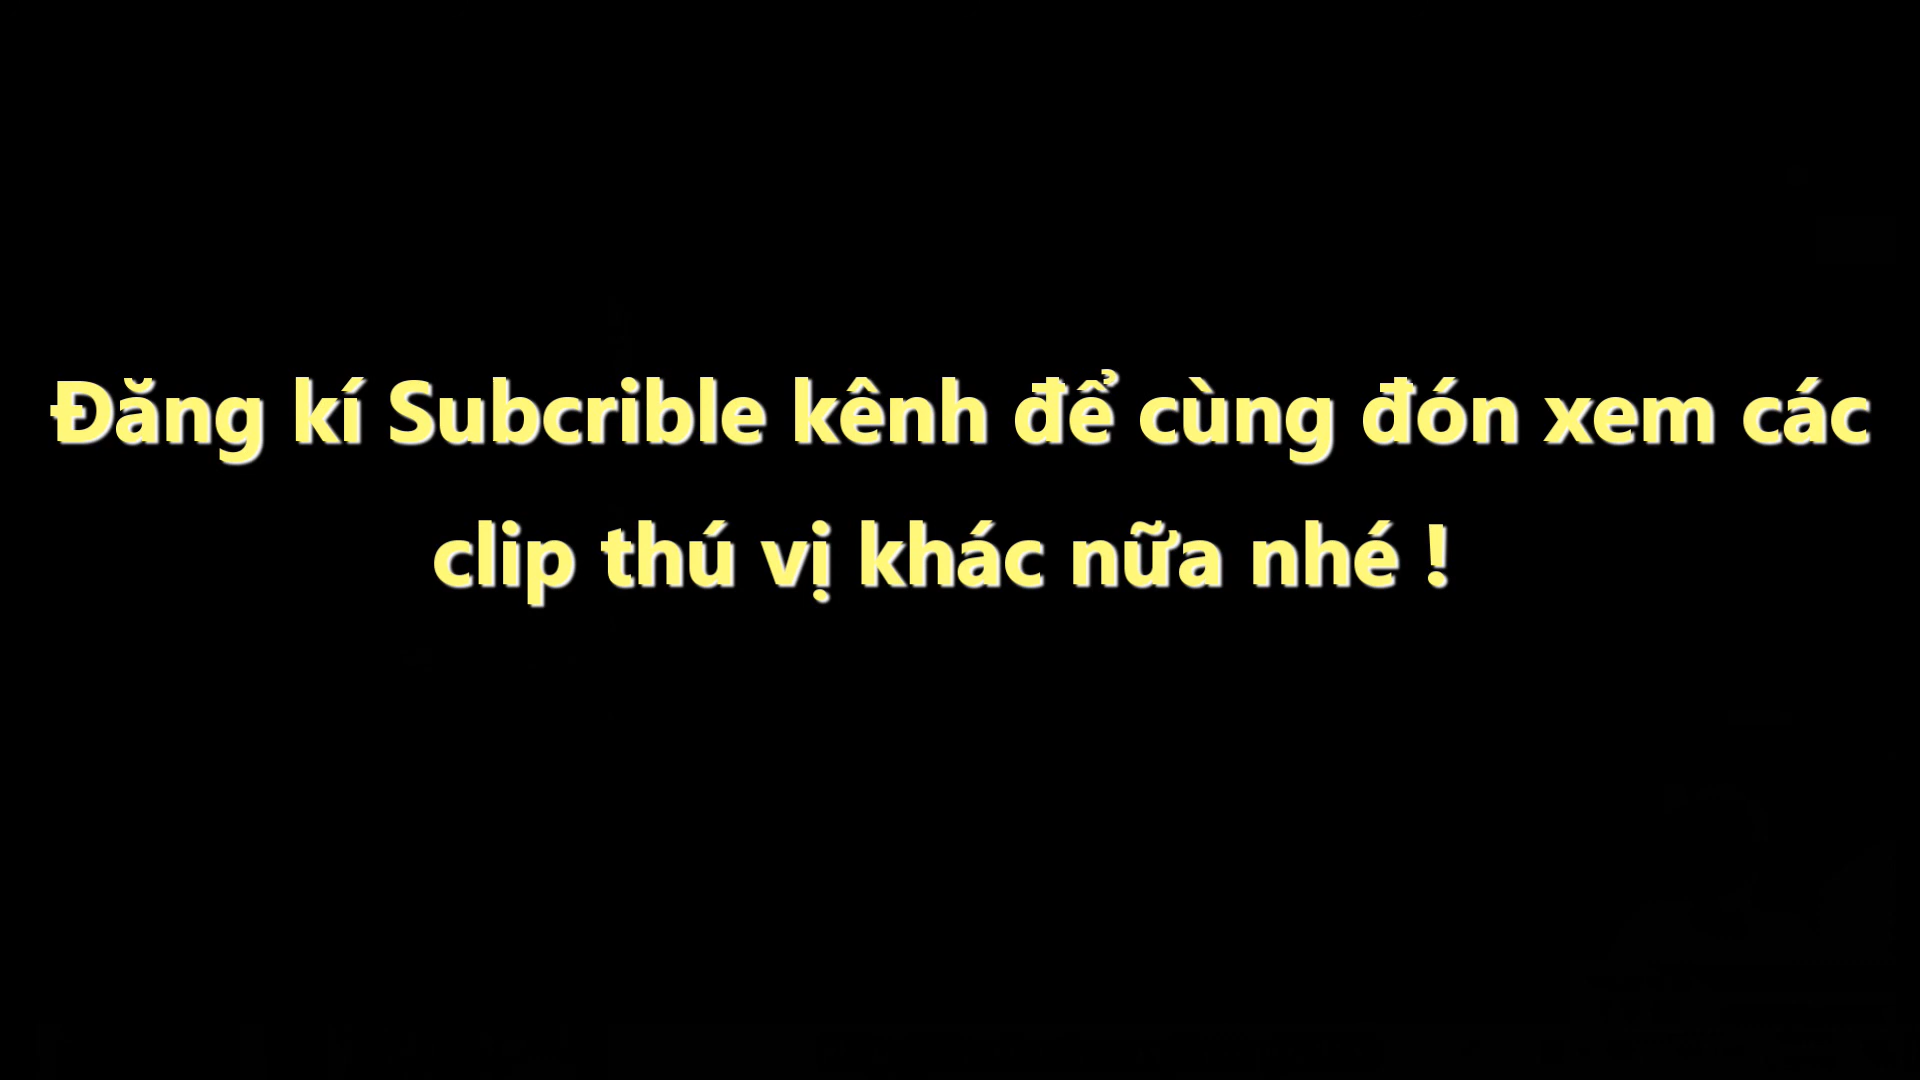 Đăng kí Subcrible kênh để cùng đón xem các
clip thú vị khác nữa nhé !